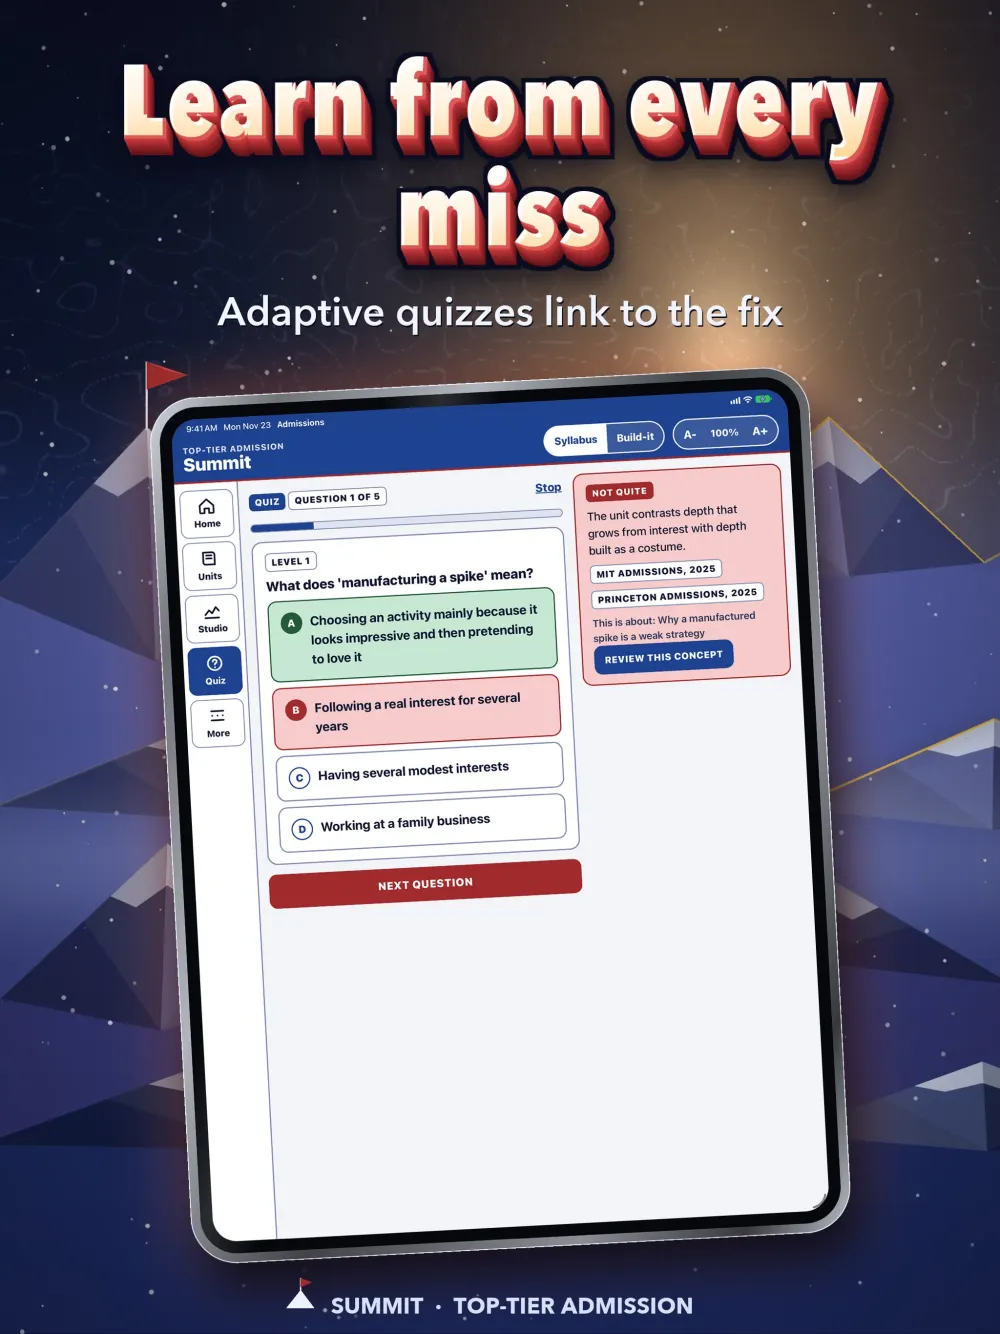 Learn from every
miss
Adaptive quizzes link to the fix
9:41 AM Mon Nov 23 Admissions
TOP-TIER ADMISSION
Summit
Syllabus Build-it A- 100% A+
Home
Units
Studio
Quiz
More
QUIZ QUESTION 1 OF 5 Stop
LEVEL 1
What does 'manufacturing a spike' mean?
A Choosing an activity mainly because it
looks impressive and then pretending
to love it
B Following a real interest for several
years
C Having several modest interests
D Working at a family business
NEXT QUESTION
NOT QUITE
The unit contrasts depth that
grows from interest with depth
built as a costume.
MIT ADMISSIONS, 2025
PRINCETON ADMISSIONS, 2025
This is about: Why a manufactured
spike is a weak strategy
REVIEW THIS CONCEPT
SUMMIT · TOP-TIER ADMISSION